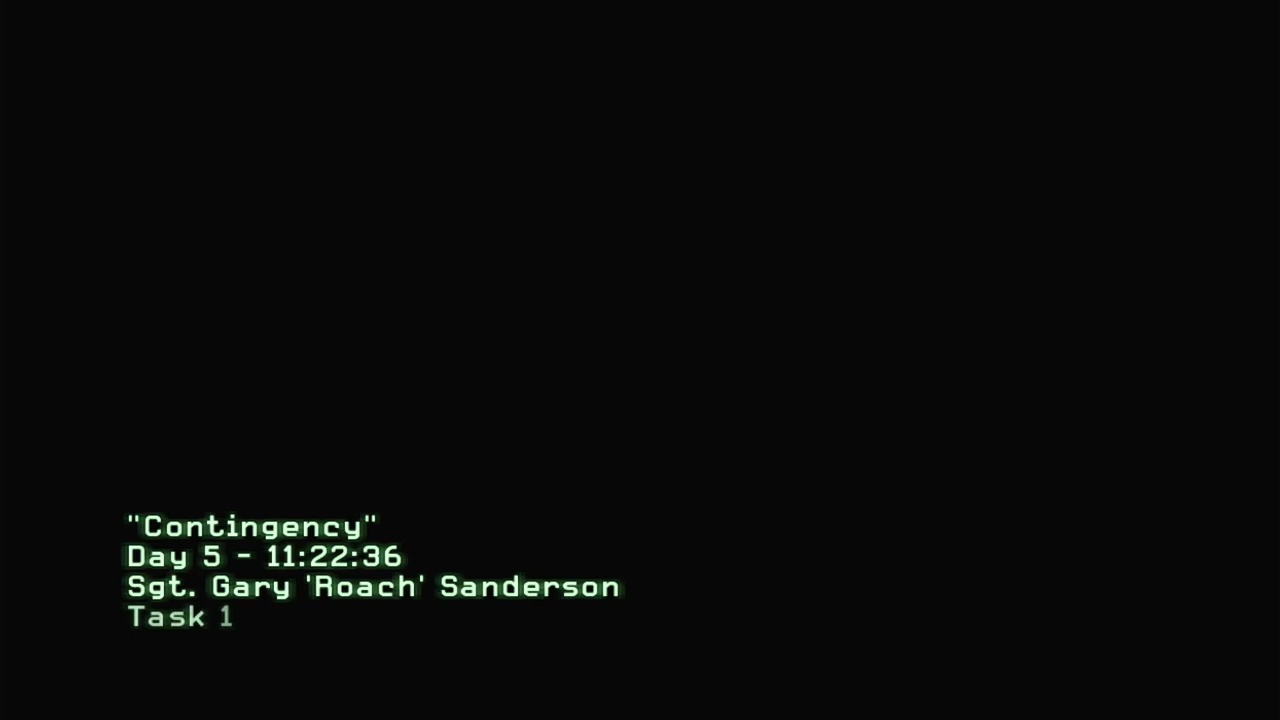 "Contingency"
Day 5 - 11:22:36
Sgt. Gary 'Roach' Sanderson
Task 1